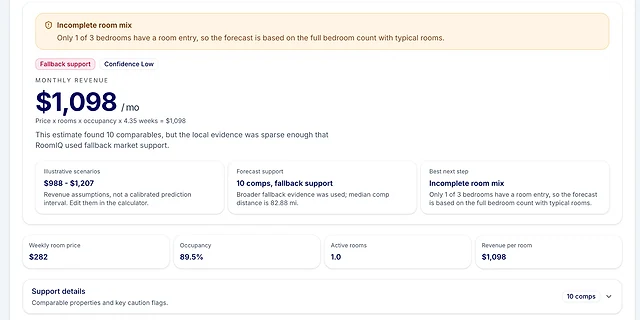 Incomplete room mix
Only 1 of 3 bedrooms have a room entry, so the forecast is based on the full bedroom count with typical rooms.
Fallback support
Confidence Low
MONTHLY REVENUE
$1,098 / mo
Price x rooms x occupancy x 4.35 weeks = $1,098
This estimate found 10 comparables, but the local evidence was sparse enough that
RoomIQ used fallback market support.
Illustrative scenarios
$988 - $1,207
Revenue assumptions, not a calibrated prediction
interval. Edit them in the calculator.
Forecast support
10 comps, fallback support
Broader fallback evidence was used; median comp
distance is 82.88 mi.
Best next step
Incomplete room mix
Only 1 of 3 bedrooms have a room entry, so the forecast
is based on the full bedroom count with typical rooms.
Weekly room price
$282
Occupancy
89.5%
Active rooms
1.0
Revenue per room
$1,098
Support details
Comparable properties and key caution flags.
10 comps